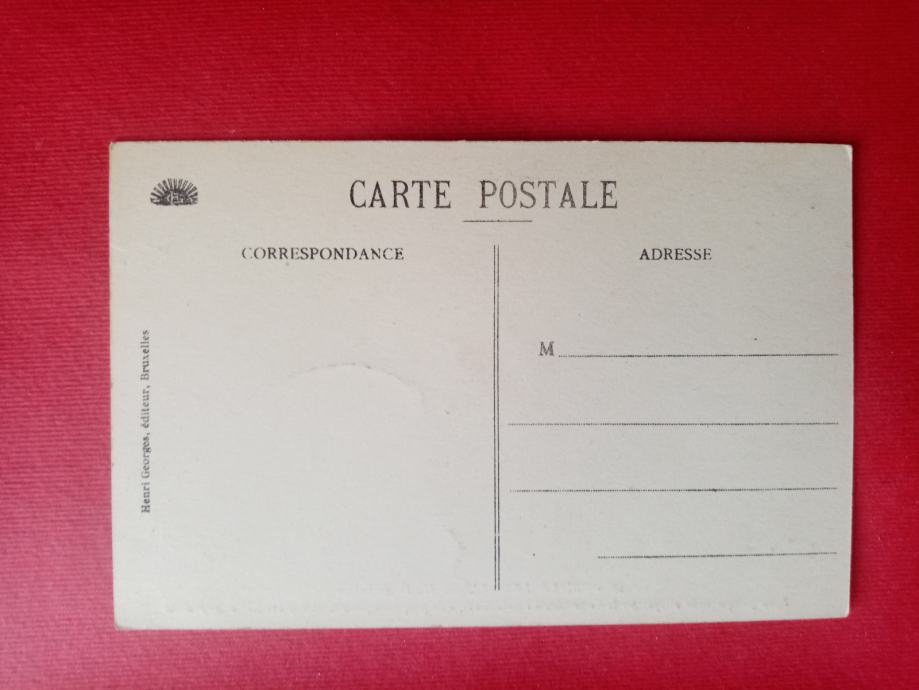 CARTE POSTALE
CORRESPONDANCE
ADRESSE
M
Henri Georges, éditeur, Bruxelles